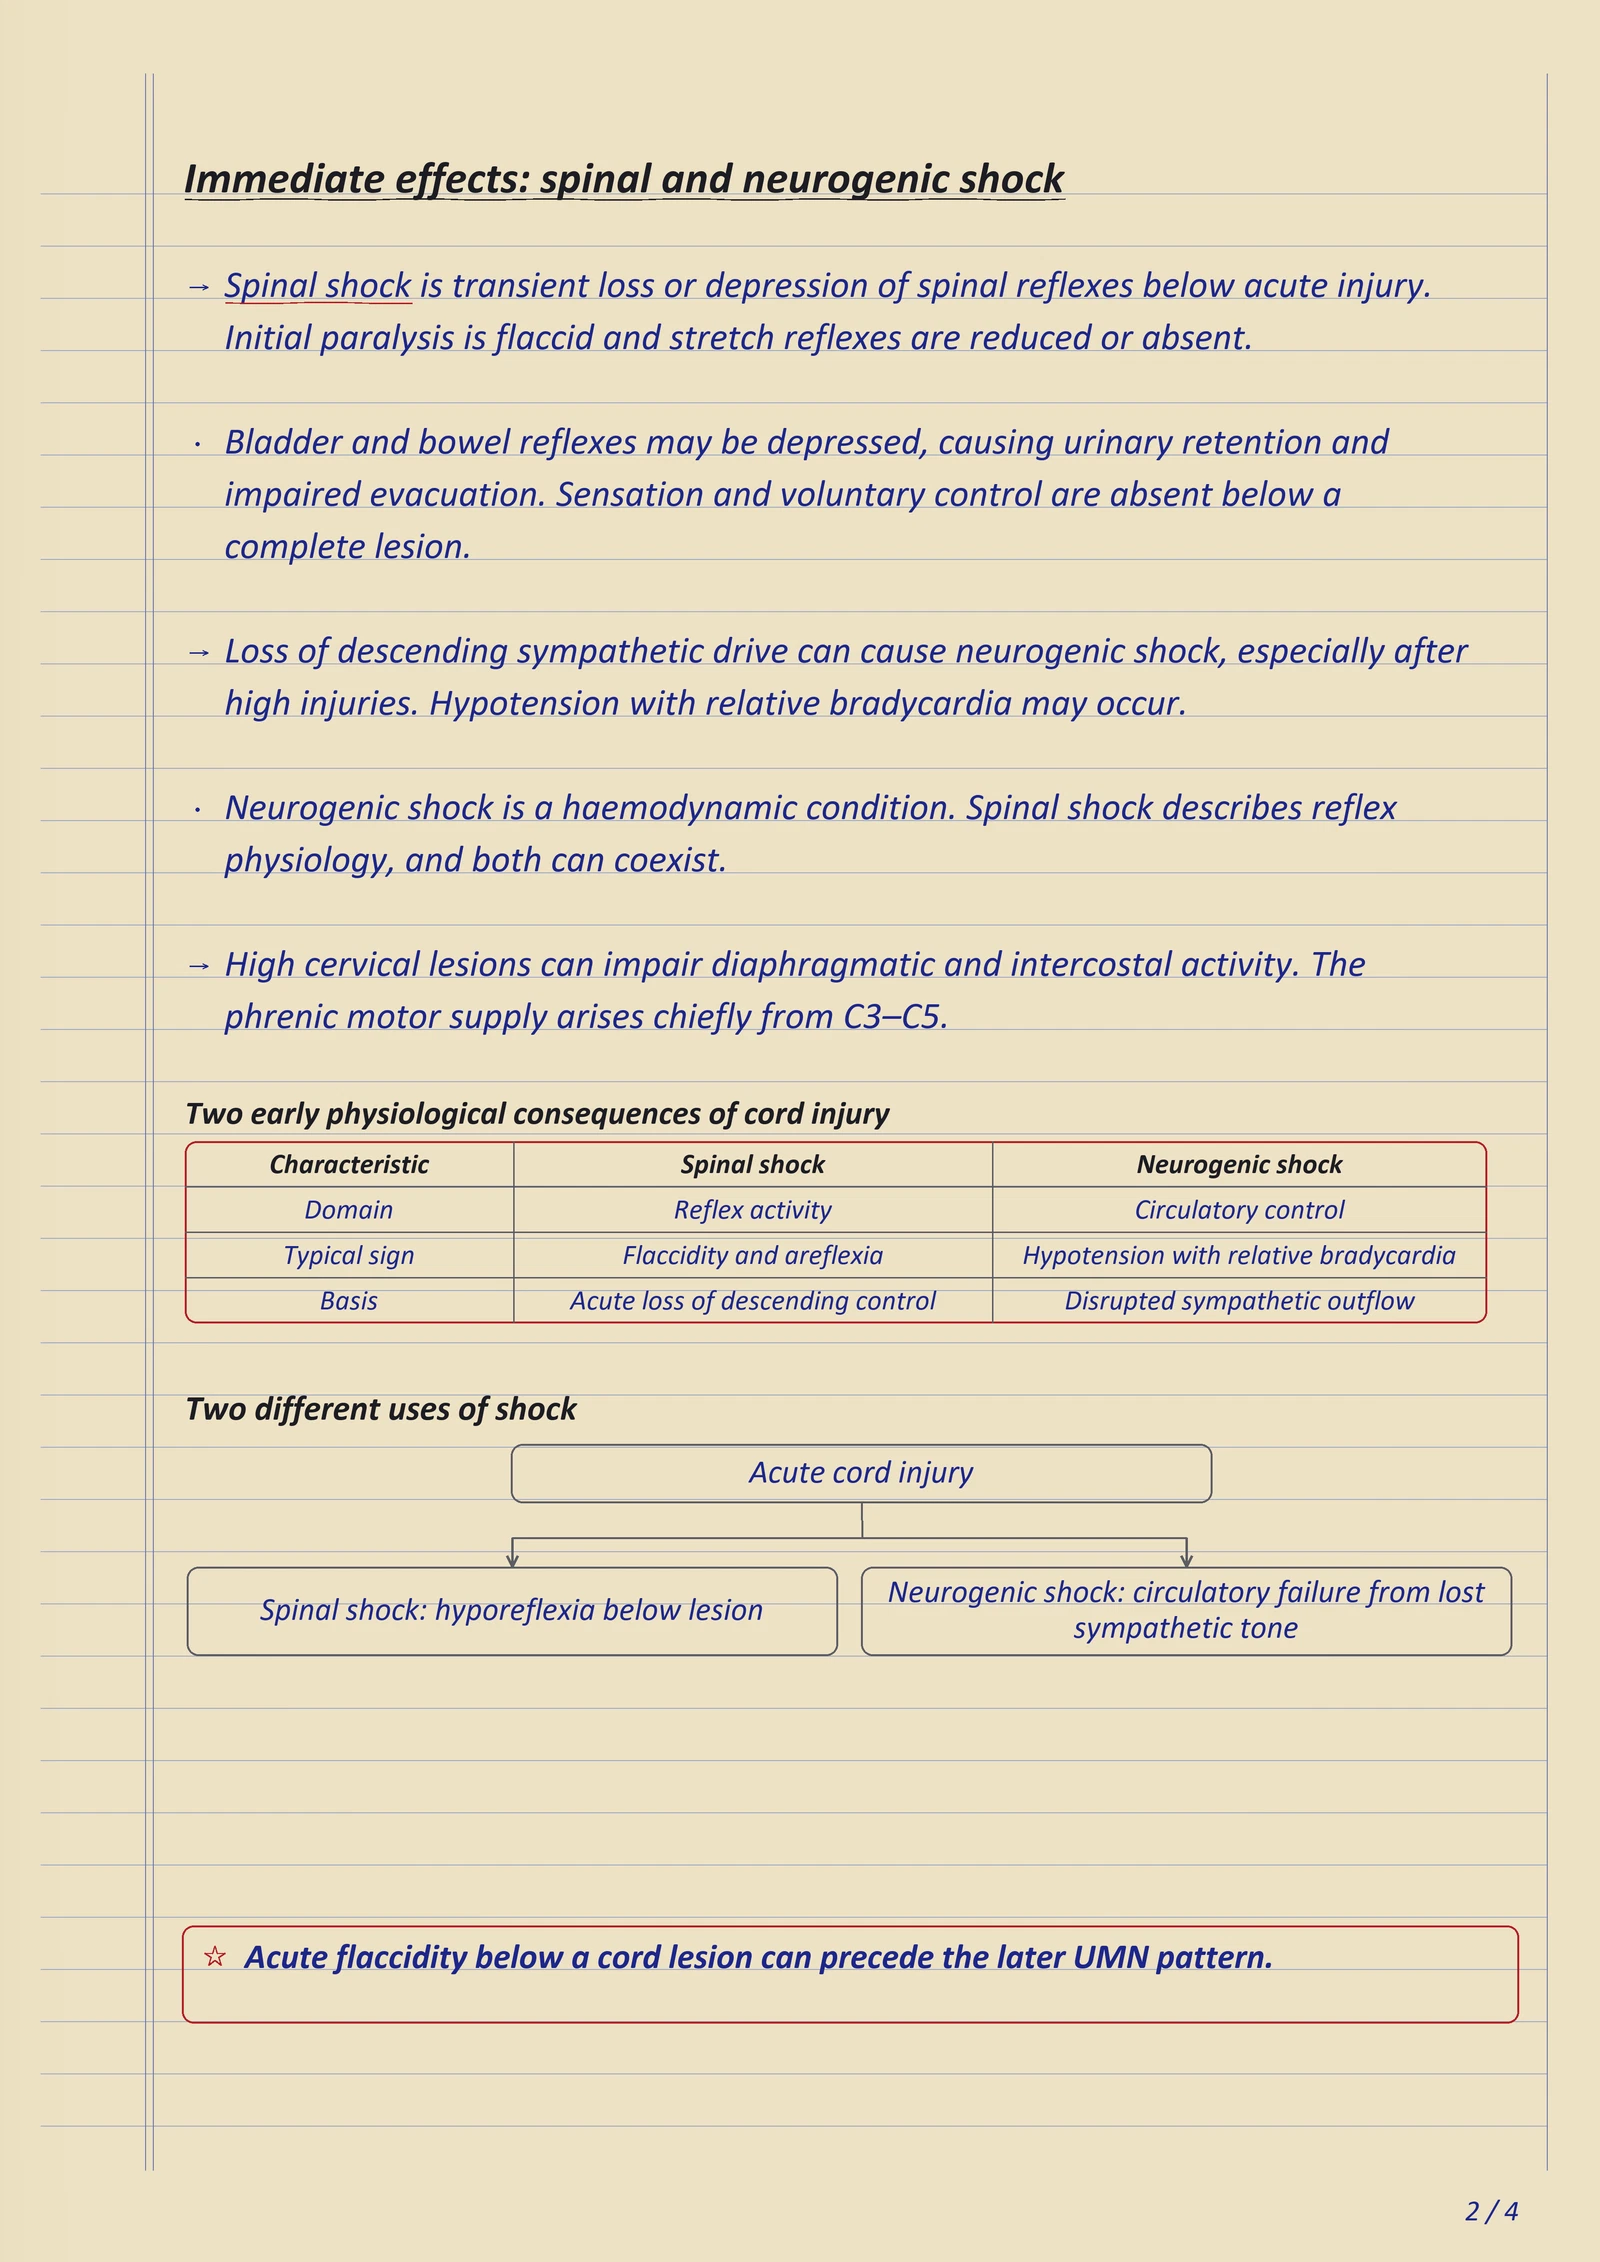 Immediate effects: spinal and neurogenic shock
→ Spinal shock is transient loss or depression of spinal reflexes below acute injury.
Initial paralysis is flaccid and stretch reflexes are reduced or absent.
· Bladder and bowel reflexes may be depressed, causing urinary retention and
impaired evacuation. Sensation and voluntary control are absent below a
complete lesion.
→ Loss of descending sympathetic drive can cause neurogenic shock, especially after
high injuries. Hypotension with relative bradycardia may occur.
· Neurogenic shock is a haemodynamic condition. Spinal shock describes reflex
physiology, and both can coexist.
→ High cervical lesions can impair diaphragmatic and intercostal activity. The
phrenic motor supply arises chiefly from C3–C5.
Two early physiological consequences of cord injury
Characteristic Spinal shock Neurogenic shock
Domain Reflex activity Circulatory control
Typical sign Flaccidity and areflexia Hypotension with relative bradycardia
Basis Acute loss of descending control Disrupted sympathetic outflow
Two different uses of shock
Acute cord injury
Spinal shock: hyporeflexia below lesion
Neurogenic shock: circulatory failure from lost
sympathetic tone
☆ Acute flaccidity below a cord lesion can precede the later UMN pattern.
2 / 4